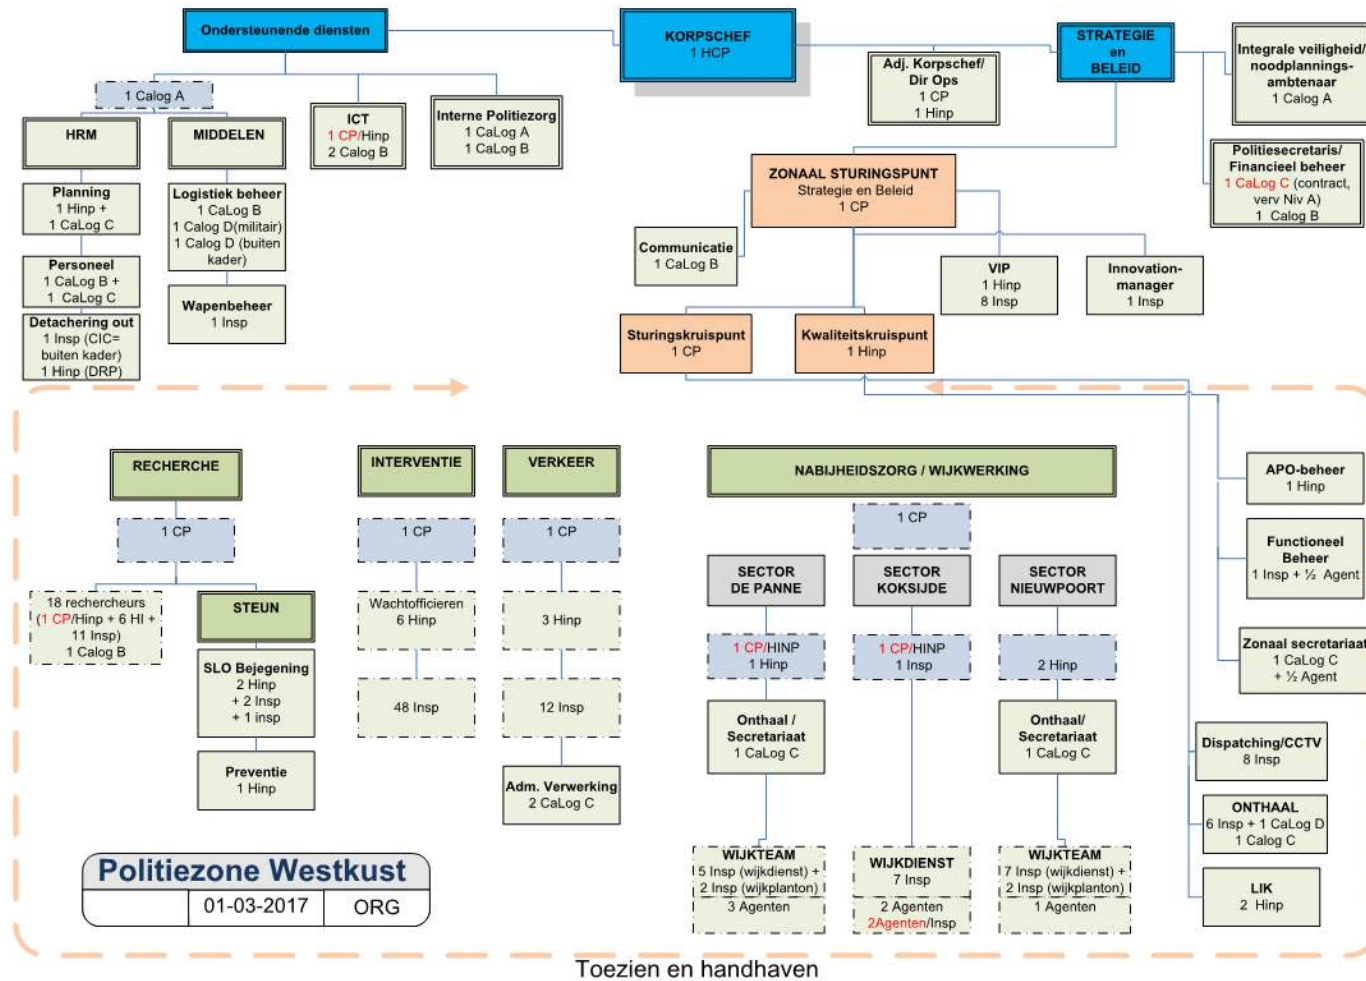 Ondersteunende diensten
KORPSCHEF
1 HCP
STRATEGIE
en
BELEID
Integrale veiligheid/
noodplannings-
ambtenaar
1 Calog A
Adj. Korpschef/
Dir Ops
1 CP
1 Hinp
1 Calog A
HRM
MIDDELEN
ICT
1 CP/Hinp
2 Calog B
Interne Politiezorg
1 CaLog A
1 CaLog B
Politiesecretaris/
Financieel beheer
1 CaLog C (contract,
verv Niv A)
1 Calog B
ZONAAL STURINGSPUNT
Strategie en Beleid
1 CP
Planning
1 Hinp +
1 CaLog C
Logistiek beheer
1 CaLog B
1 Calog D(militair)
1 Calog D (buiten
kader)
Communicatie
1 CaLog B
VIP
1 Hinp
8 Insp
Innovation-
manager
1 Insp
Personeel
1 CaLog B +
1 CaLog C
Wapenbeheer
1 Insp
Detachering out
1 Insp (CIC=
buiten kader)
1 Hinp (DRP)
Sturingskruispunt
1 CP
Kwaliteitskruispunt
1 Hinp
RECHERCHE
INTERVENTIE
VERKEER
NABIJHEIDSZORG / WIJKWERKING
APO-beheer
1 Hinp
1 CP
1 CP
1 CP
1 CP
Functioneel
Beheer
1 Insp + ½ Agent
SECTOR
DE PANNE
SECTOR
KOKSIJDE
SECTOR
NIEUWPOORT
18 rechercheurs
(1 CP/Hinp + 6 HI +
11 Insp)
1 Calog B
STEUN
Wachtofficieren
6 Hinp
3 Hinp
1 CP/HINP
1 Hinp
1 CP/HINP
1 Insp
2 Hinp
Zonaal secretariaat
1 CaLog C
+ ½ Agent
SLO Bejegening
2 Hinp
+ 2 Insp
+ 1 insp
48 Insp
12 Insp
Onthaal /
Secretariaat
1 CaLog C
Onthaal/
Secretariaat
1 CaLog C
Dispatching/CCTV
8 Insp
Preventie
1 Hinp
Adm. Verwerking
2 CaLog C
ONTHAAL
6 Insp + 1 CaLog D
1 Calog C
WIJKTEAM
5 Insp (wijkdienst) +
2 Insp (wijkplanton)
3 Agenten
WIJKDIENST
7 Insp
2 Agenten
2Agenten/Insp
WIJKTEAM
7 Insp (wijkdienst) +
2 Insp (wijkplanton)
1 Agenten
LIK
2 Hinp
Politiezone Westkust
01-03-2017
ORG
Toezien en handhaven